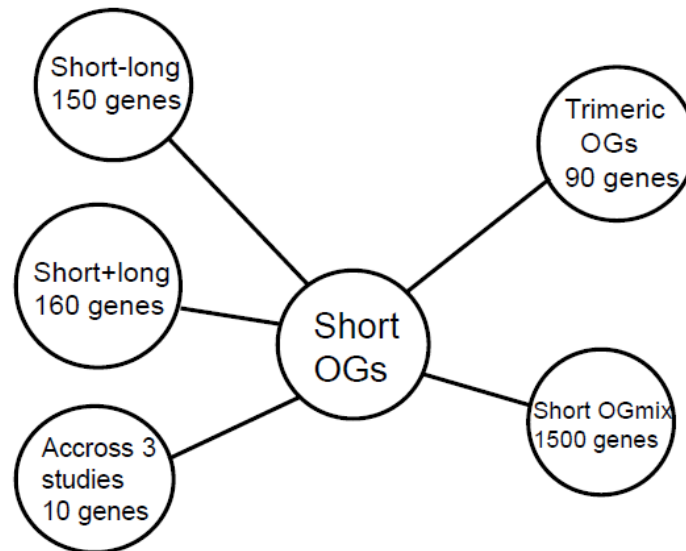 Short-long
150 genes
Trimeric
OGs
90 genes
Short+long
160 genes
Short
OGs
Short OGmix
1500 genes
Accross 3
studies
10 genes